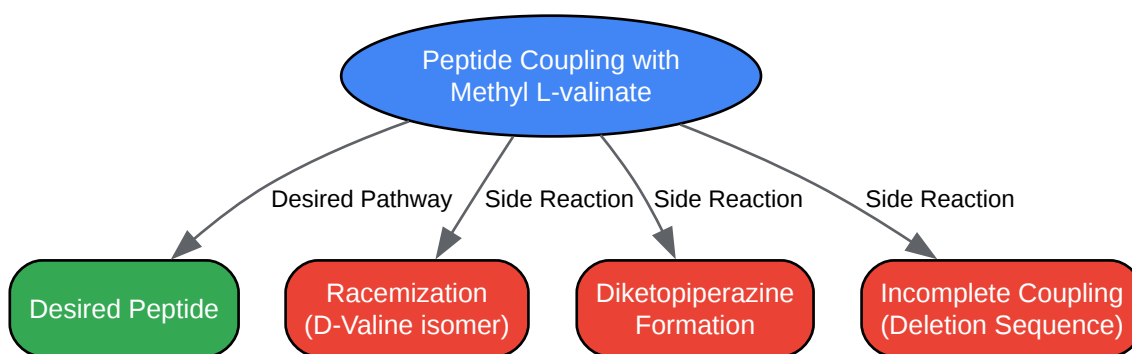 Peptide Coupling with
Methyl L-valinate
Desired Pathway
Side Reaction
Side Reaction
Side Reaction
Desired Peptide
Racemization
(D-Valine isomer)
Diketopiperazine
Formation
Incomplete Coupling
(Deletion Sequence)